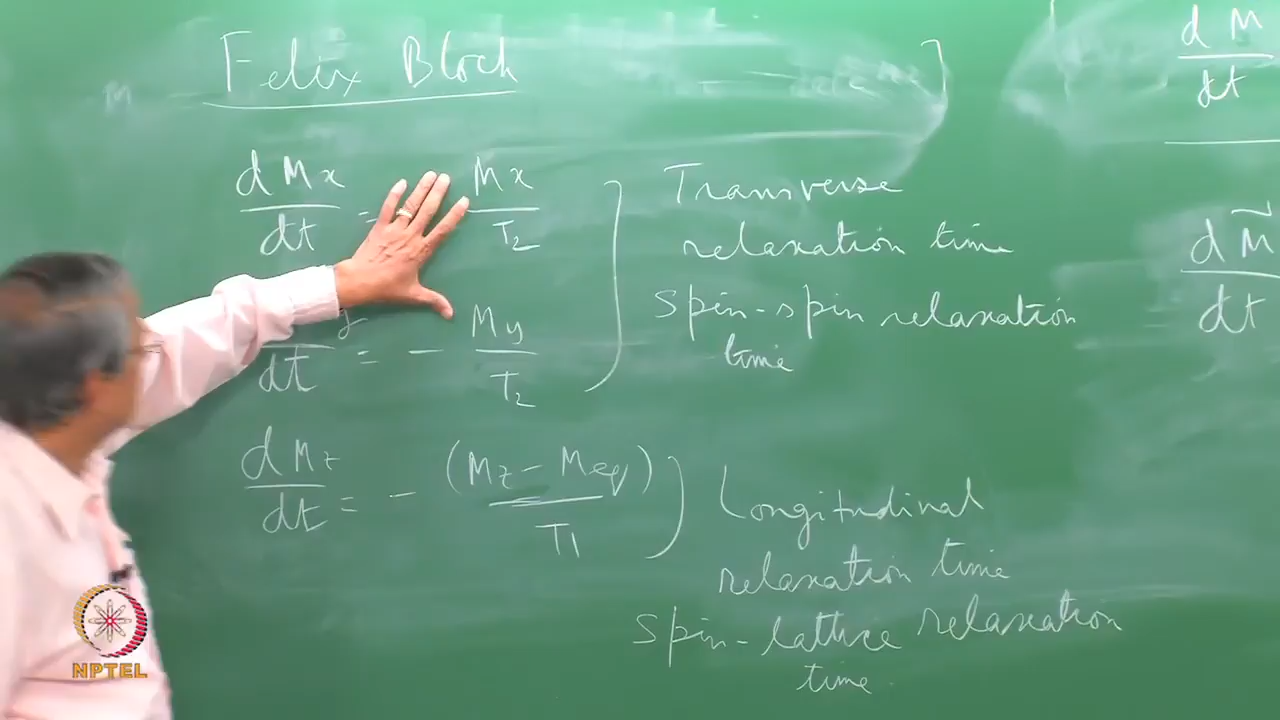 Felix Bloch
dMx/dt = Mx/T2
Transverse
relaxation time
spin-spin relaxation
time
y/dt = - My/T2
dMz/dt = - (Mz - Meq)/T1
Longitudinal
relaxation time
spin-lattice relaxation
time
dM/dt
dM̃/dt
NPTEL